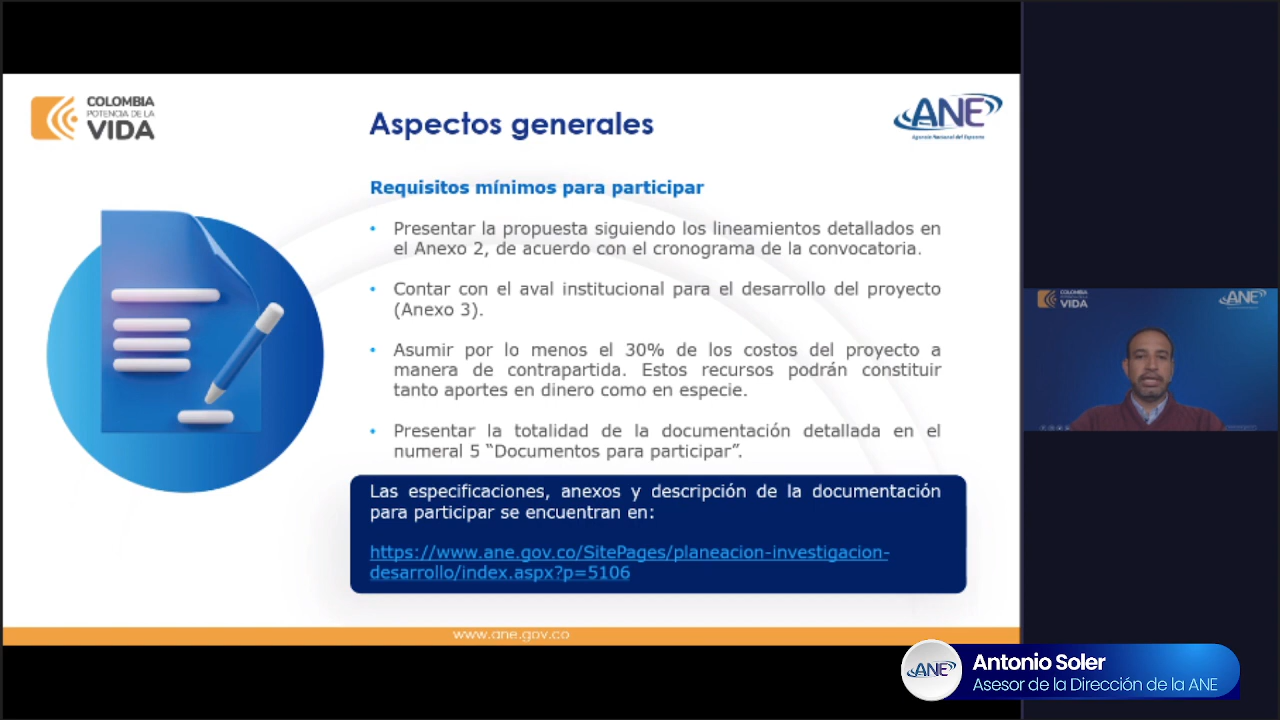 COLOMBIA
POTENCIA DE LA
VIDA
Aspectos generales
ANE
Agencia Nacional del Espectro
Requisitos mínimos para participar
• Presentar la propuesta siguiendo los lineamientos detallados en
el Anexo 2, de acuerdo con el cronograma de la convocatoria.
• Contar con el aval institucional para el desarrollo del proyecto
(Anexo 3).
• Asumir por lo menos el 30% de los costos del proyecto a
manera de contrapartida. Estos recursos podrán constituir
tanto aportes en dinero como en especie.
• Presentar la totalidad de la documentación detallada en el
numeral 5 “Documentos para participar”.
Las especificaciones, anexos y descripción de la documentación
para participar se encuentran en:
https://www.ane.gov.co/SitePages/planeacion-investigacion-
desarrollo/index.aspx?p=5106
www.ane.gov.co
COLOMBIA
VIDA
ANE
ANE
Antonio Soler
Asesor de la Dirección de la ANE